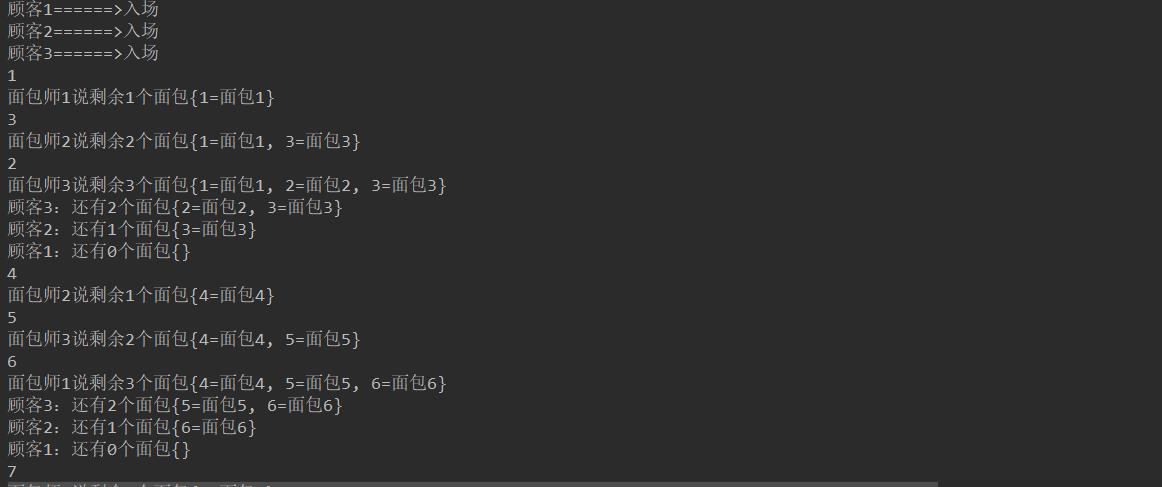 顾客1======>入场
顾客2======>入场
顾客3======>入场
1
面包师1说剩余1个面包{1=面包1}
3
面包师2说剩余2个面包{1=面包1, 3=面包3}
2
面包师3说剩余3个面包{1=面包1, 2=面包2, 3=面包3}
顾客3: 还有2个面包{2=面包2, 3=面包3}
顾客2: 还有1个面包{3=面包3}
顾客1: 还有0个面包{}
4
面包师2说剩余1个面包{4=面包4}
5
面包师3说剩余2个面包{4=面包4, 5=面包5}
6
面包师1说剩余3个面包{4=面包4, 5=面包5, 6=面包6}
顾客3: 还有2个面包{5=面包5, 6=面包6}
顾客2: 还有1个面包{6=面包6}
顾客1: 还有0个面包{}
7